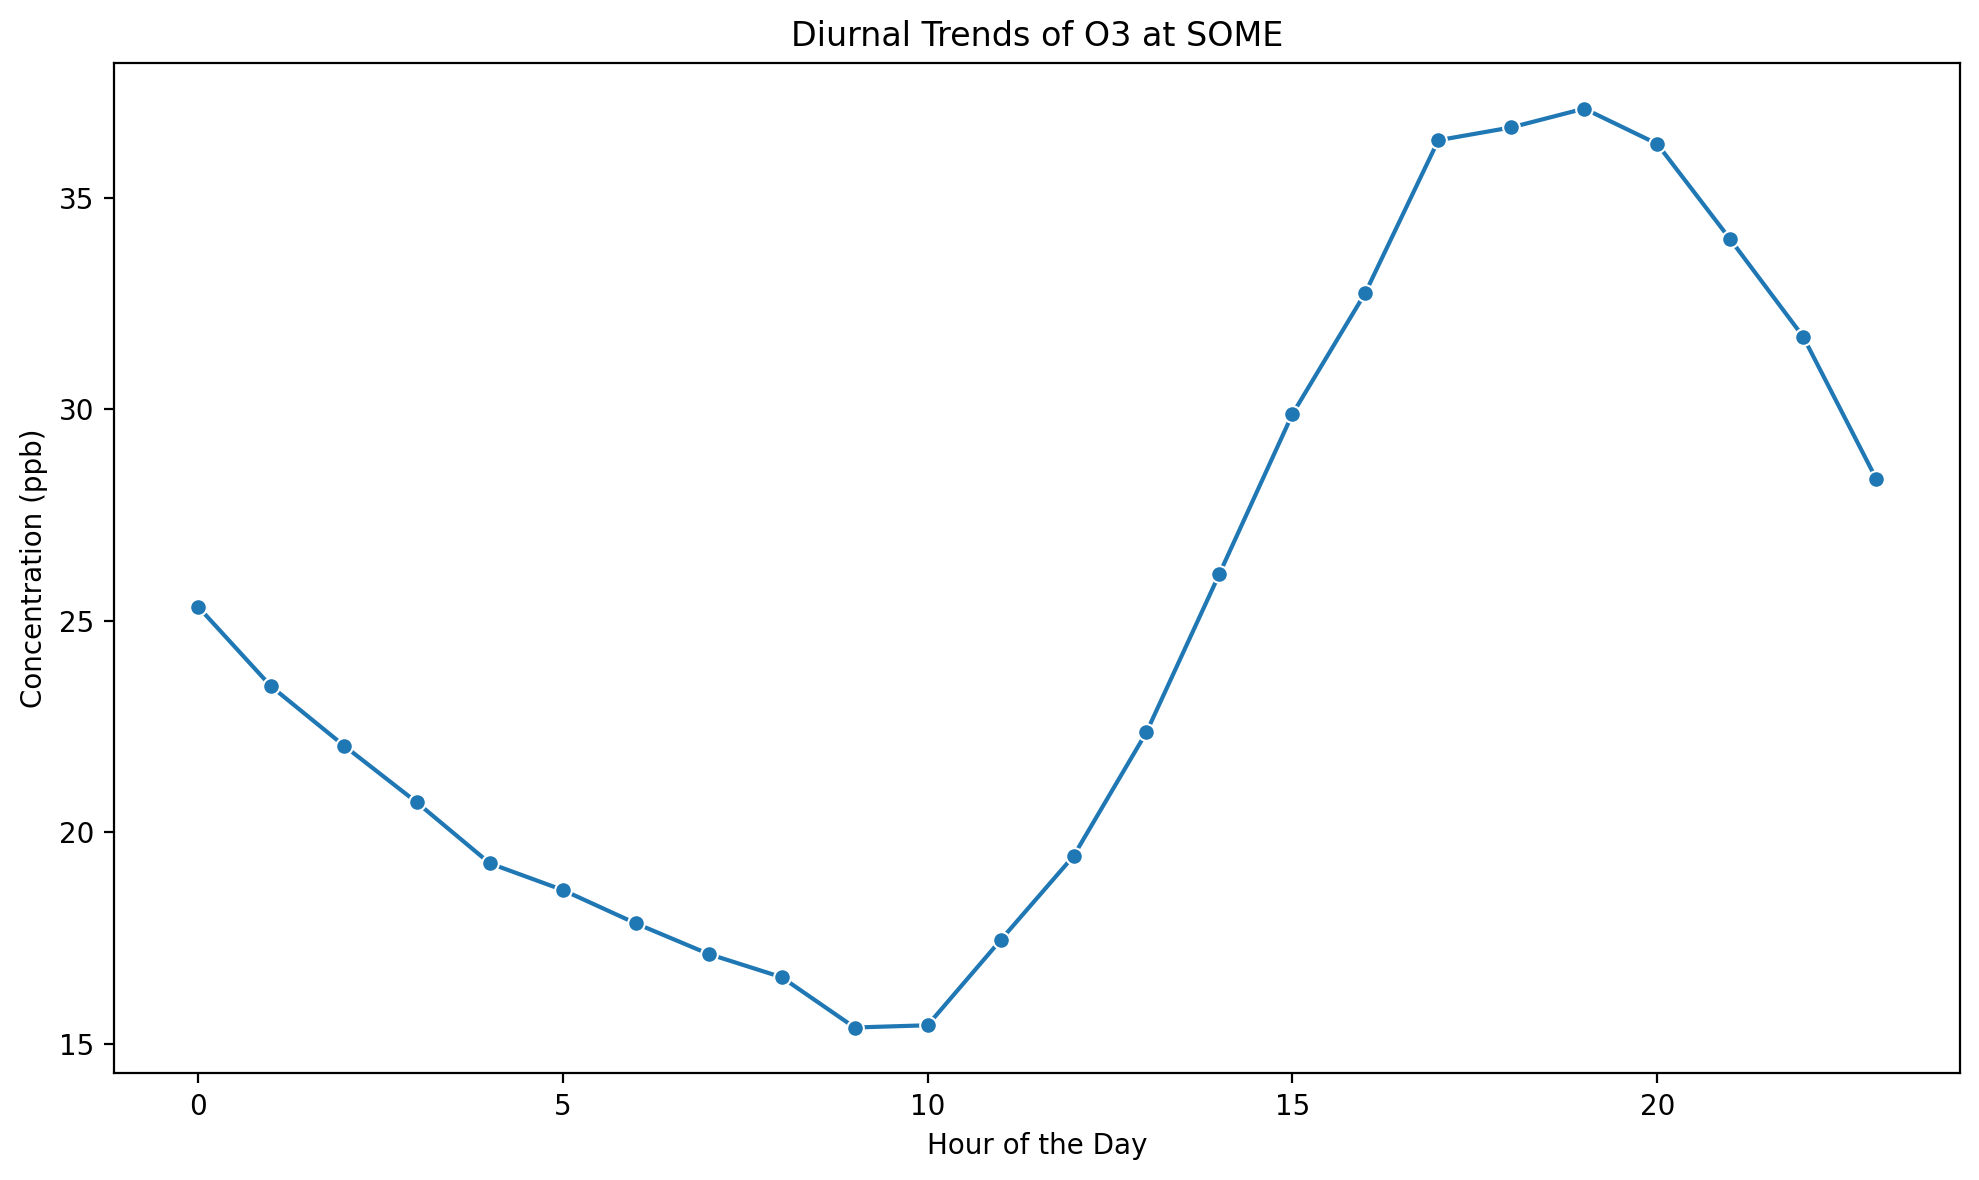 Diurnal Trends of O3 at SOME
Concentration (ppb)
35
30
25
20
15
0 5 10 15 20
Hour of the Day